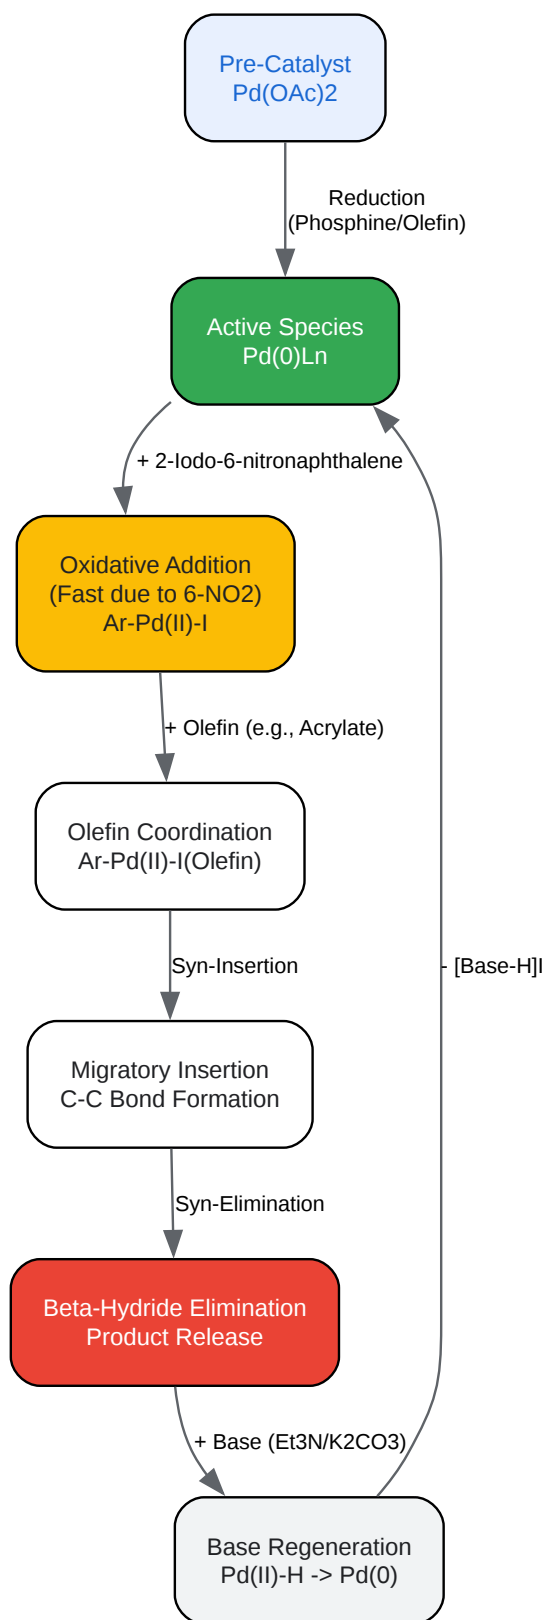 Pre-Catalyst
Pd(OAc)2
Reduction
(Phosphine/Olefin)
Active Species
Pd(0)Ln
+ 2-Iodo-6-nitronaphthalene
Oxidative Addition
(Fast due to 6-NO2)
Ar-Pd(II)-I
+ Olefin (e.g., Acrylate)
Olefin Coordination
Ar-Pd(II)-I(Olefin)
Syn-Insertion
- [Base-H]I
Migratory Insertion
C-C Bond Formation
Syn-Elimination
Beta-Hydride Elimination
Product Release
+ Base (Et3N/K2CO3)
Base Regeneration
Pd(II)-H -> Pd(0)